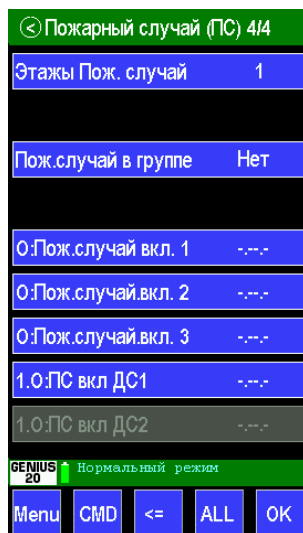 Пожарный случай (ПС) 4/4
Этажы Пож. случай 1
Пож.случай в группе Нет
O:Пож.случай вкл. 1 -.--.-
O:Пож.случай.вкл. 2 -.--.-
O:Пож.случай.вкл. 3 -.--.-
1.O:ПС вкл ДС1 -.--.-
1.O:ПС вкл ДС2 -.--.-
GENIUS 20 Нормальный режим
Menu CMD <= ALL OK